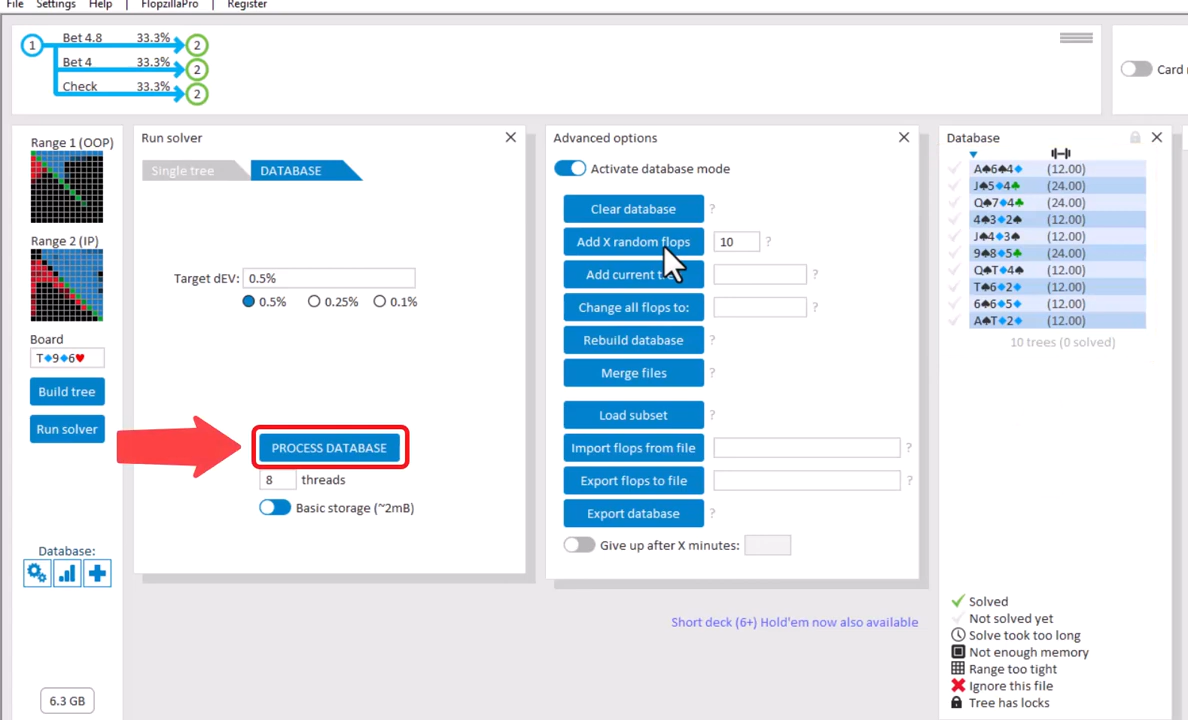 File Settings Help | FlopzillaPro | Register
Bet 4.8 33.3% 2
1
Bet 4 33.3% 2
Check 33.3% 2
Card
Range 1 (OOP)
Range 2 (IP)
Board
T♦9♦6♥
Build tree
Run solver
Database:
6.3 GB
Run solver
Single tree
DATABASE
Target dEV: 0.5%
0.5% 0.25% 0.1%
PROCESS DATABASE
8 threads
Basic storage (~2mB)
Advanced options
Activate database mode
Clear database ?
Add X random flops 10 ?
Add current ?
Change all flops to: ?
Rebuild database ?
Merge files ?
Load subset ?
Import flops from file ?
Export flops to file ?
Export database ?
Give up after X minutes:
Short deck (6+) Hold'em now also available
Database
A♠6♠4♦ (12.00)
J♠5♦4♣ (24.00)
Q♠7♦4♣ (24.00)
4♠3♦2♠ (12.00)
J♠4♦3♠ (12.00)
9♠8♦5♣ (24.00)
Q♠T♦4♠ (12.00)
T♠6♦2♦ (12.00)
6♠6♦5♦ (12.00)
A♠T♦2♦ (12.00)
10 trees (0 solved)
Solved
Not solved yet
Solve took too long
Not enough memory
Range too tight
Ignore this file
Tree has locks